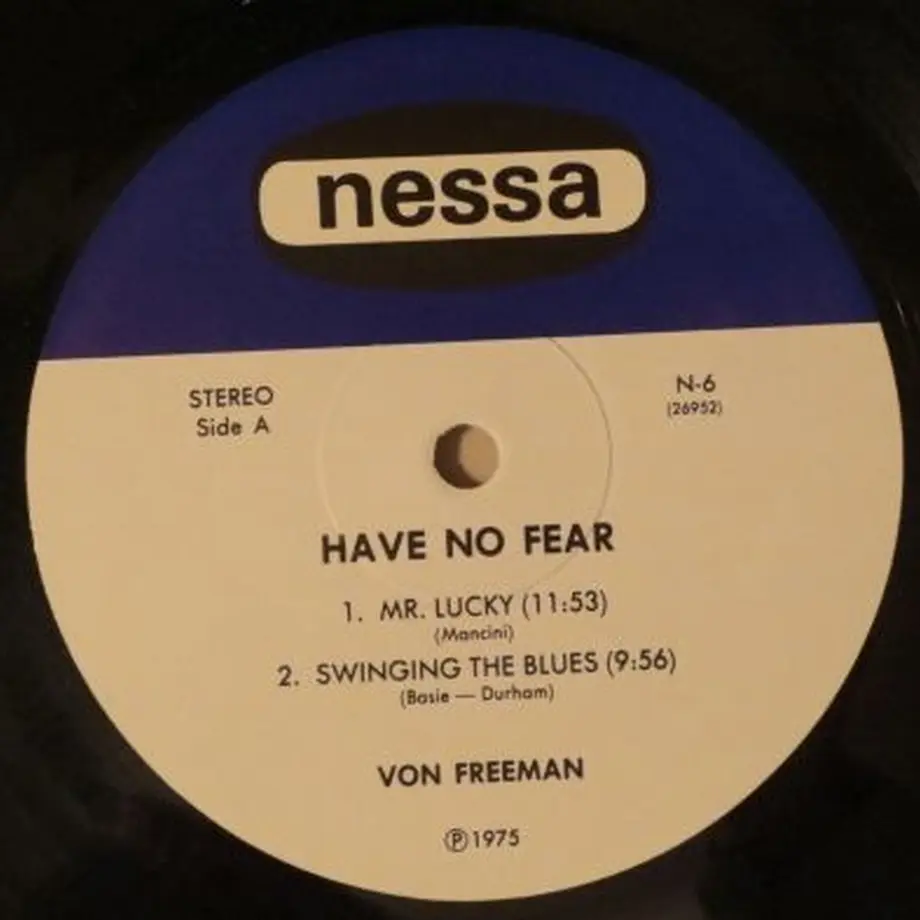 nessa
STEREO
Side A
N-6
(26952)
HAVE NO FEAR
1. MR. LUCKY (11:53)
(Mancini)
2. SWINGING THE BLUES (9:56)
(Basie — Durham)
VON FREEMAN
℗1975